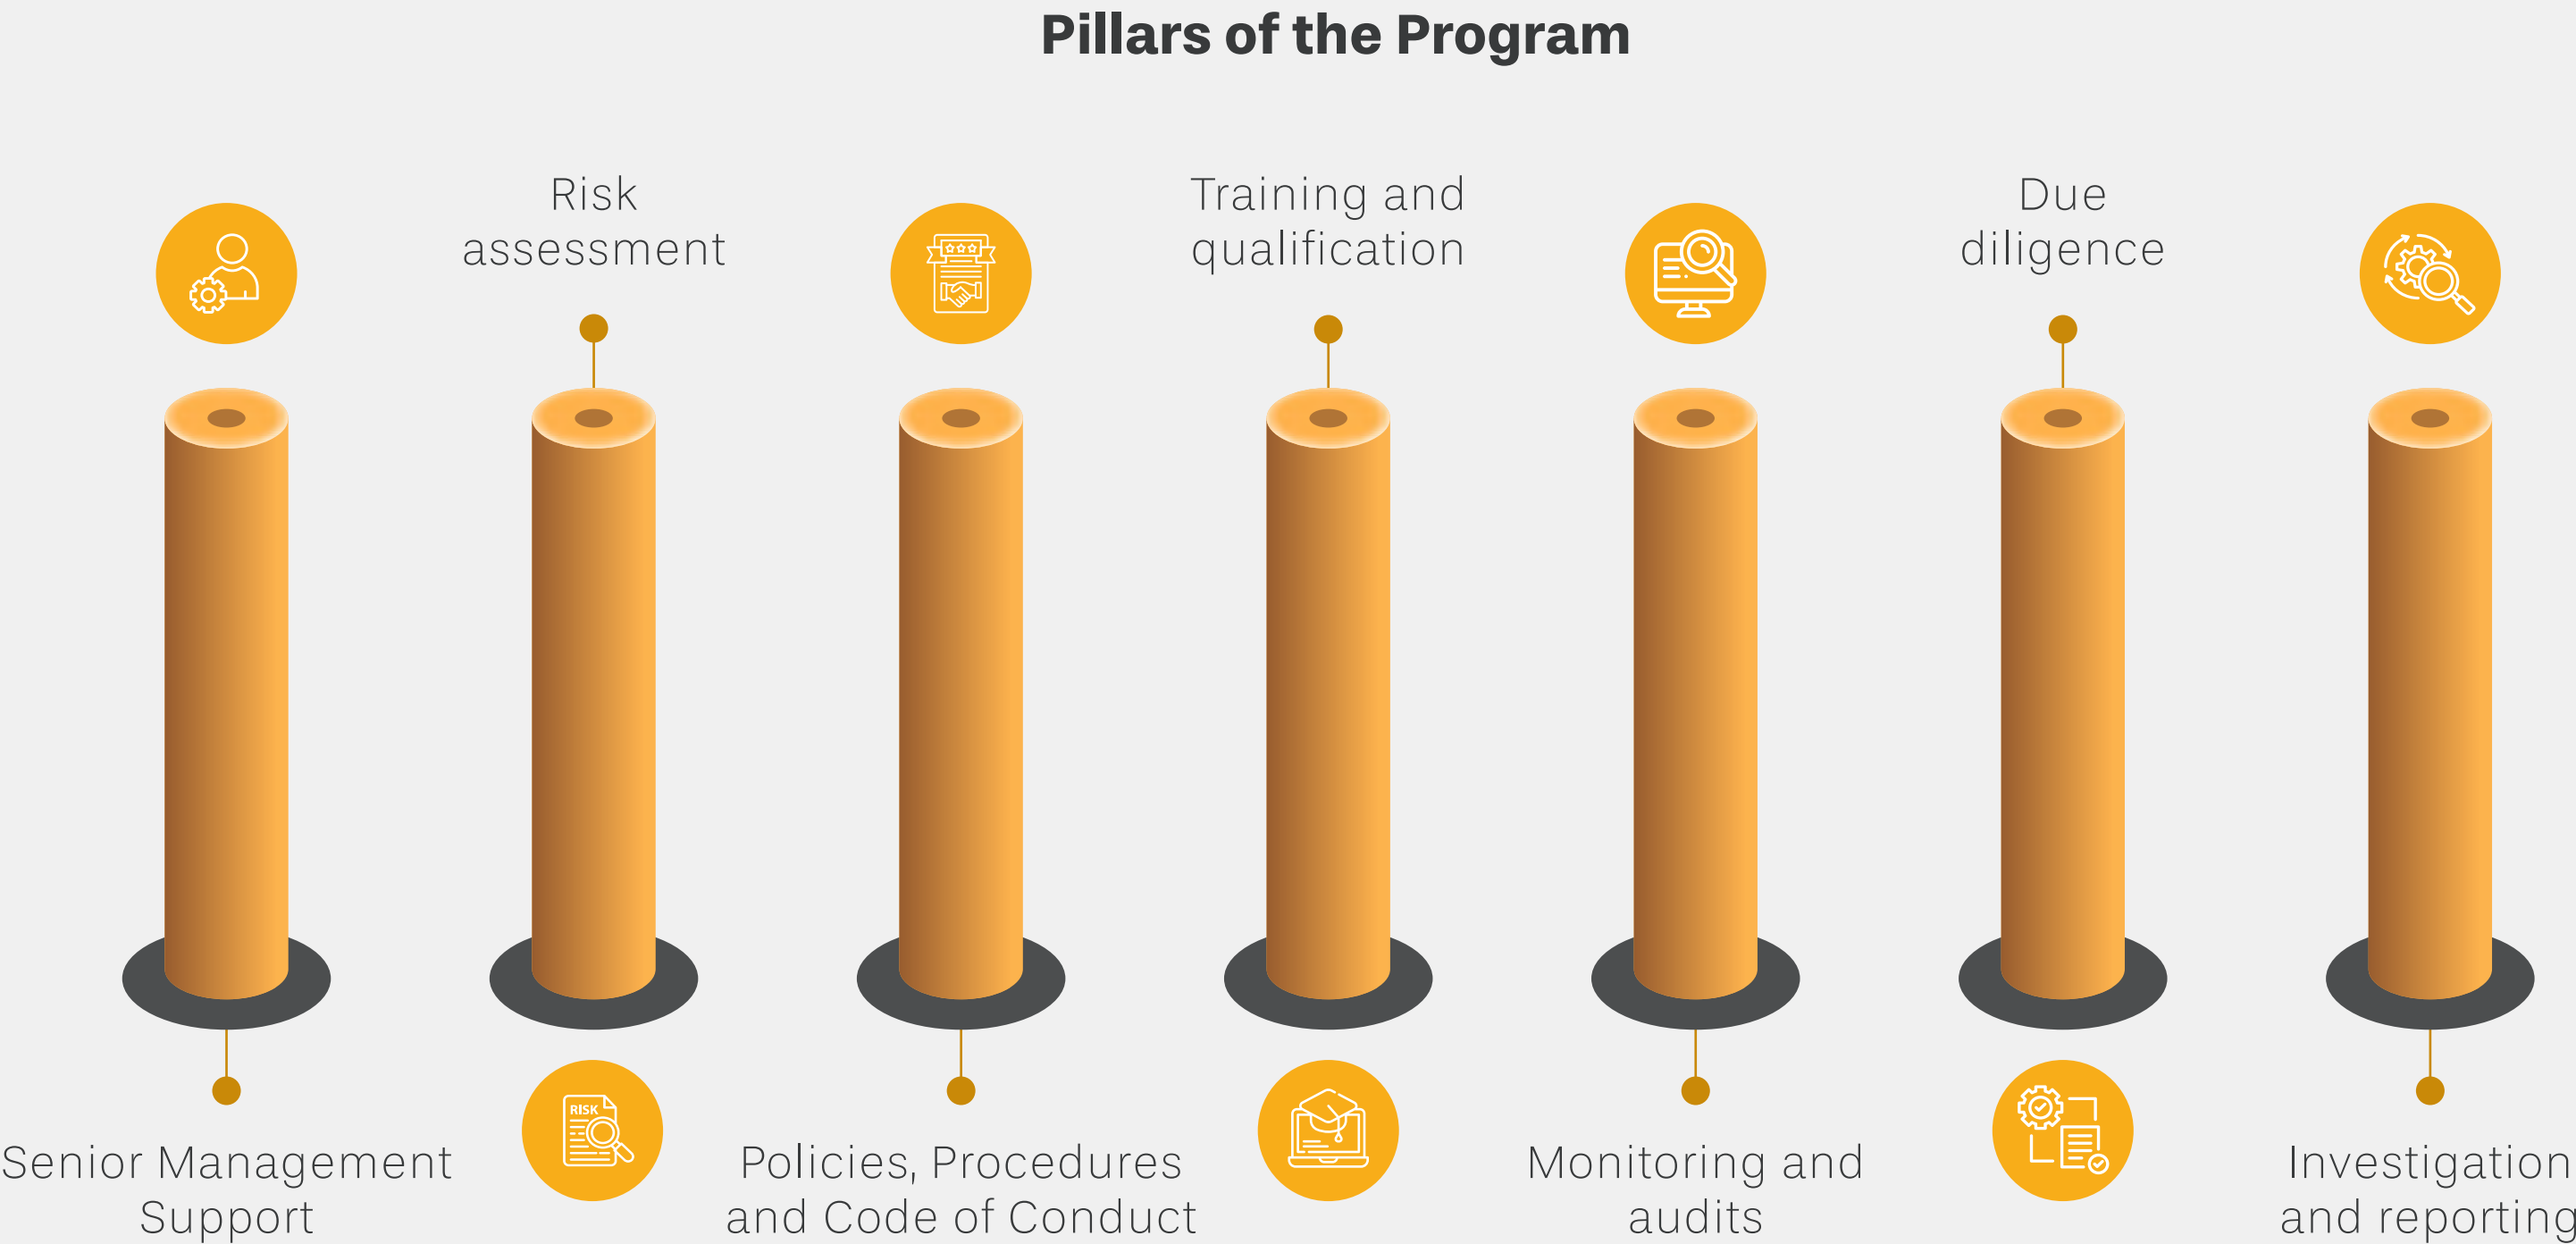 Pillars of the Program
Risk
assessment
Training and
qualification
Due
diligence
Senior Management
Support
RISK
Policies, Procedures
and Code of Conduct
Monitoring and
audits
Investigation
and reporting